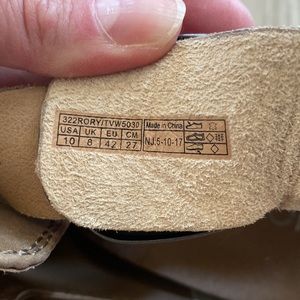 322RORY/TVW5030
USA UK EU CM
10 8 42 27
Made in China
NJ.5-10-17